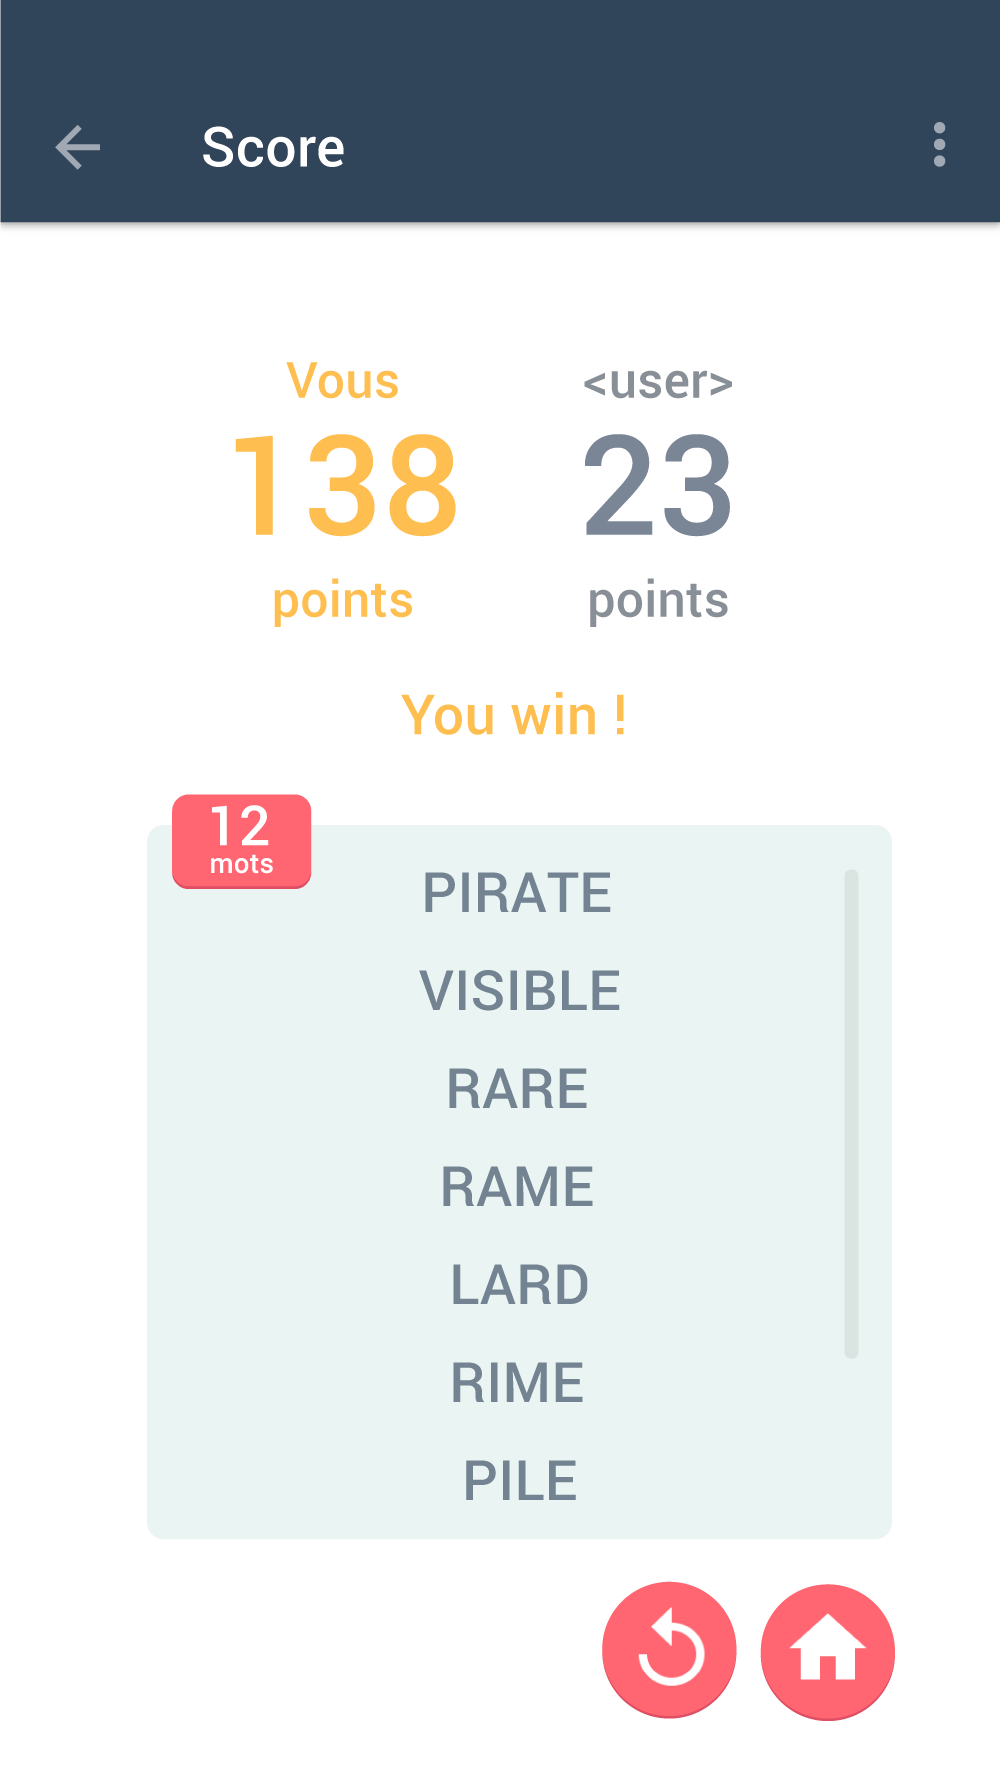 Score
Vous
138
points
<user>
23
points
You win !
12
mots
PIRATE
VISIBLE
RARE
RAME
LARD
RIME
PILE